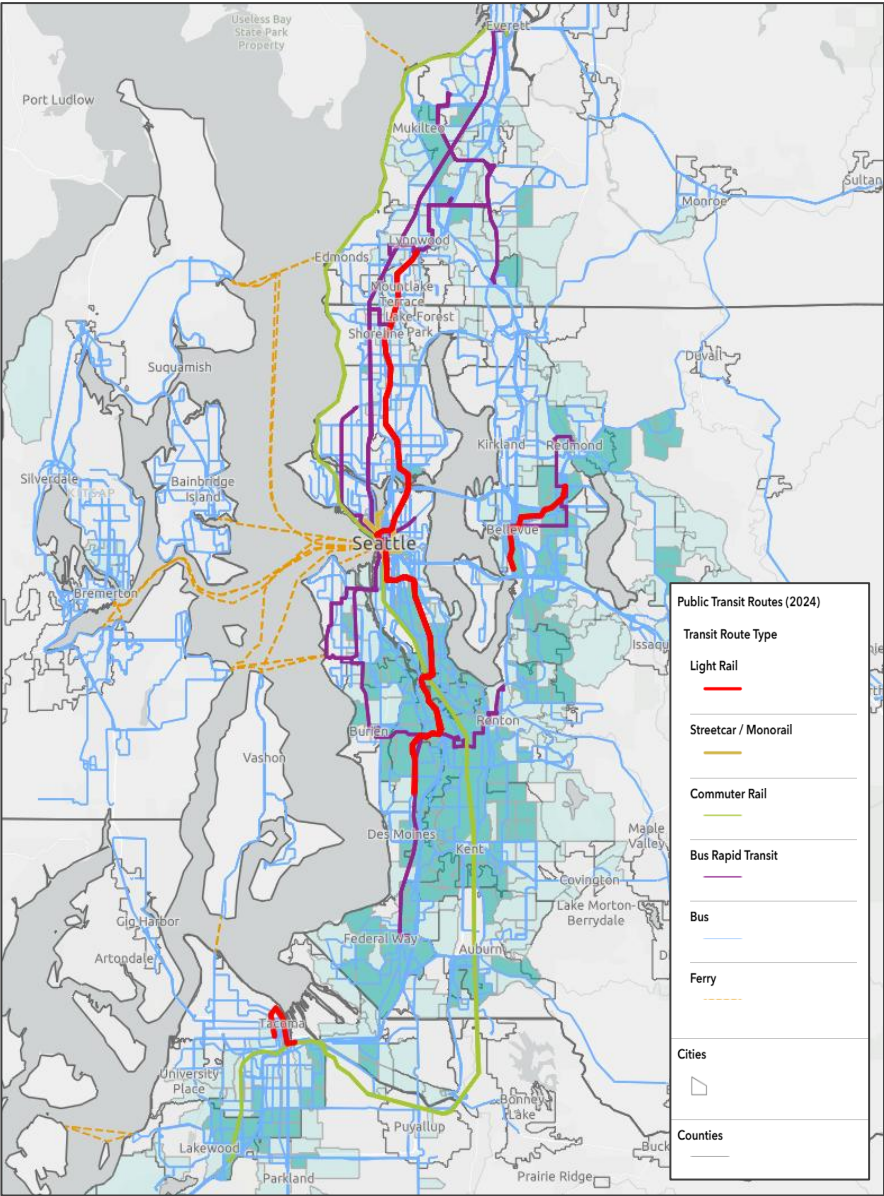 Everett
Useless Bay
State Park
Property
Port Ludlow
Mukilteo
Sultan
Monroe
Lynnwood
Edmonds
Mountlake
Terrace
Lake Forest
Shoreline Park
Duvall
Suquamish
Kirkland
Redmond
Silverdale
KITSAP
Bainbridge
Island
Bellevue
Seattle
Bremerton
Issaqu
Renton
Burien
Vashon
Des Moines
Kent
Maple
Valley
Covington
Lake Morton-
Berrydale
Gig Harbor
Artondale
Federal Way
Auburn
D
Tacoma
University
Place
Bonney
Lake
Puyallup
Lakewood
Parkland
Prairie Ridge
Buck
Public Transit Routes (2024)
Transit Route Type
Light Rail
Streetcar / Monorail
Commuter Rail
Bus Rapid Transit
Bus
Ferry
Cities
Counties